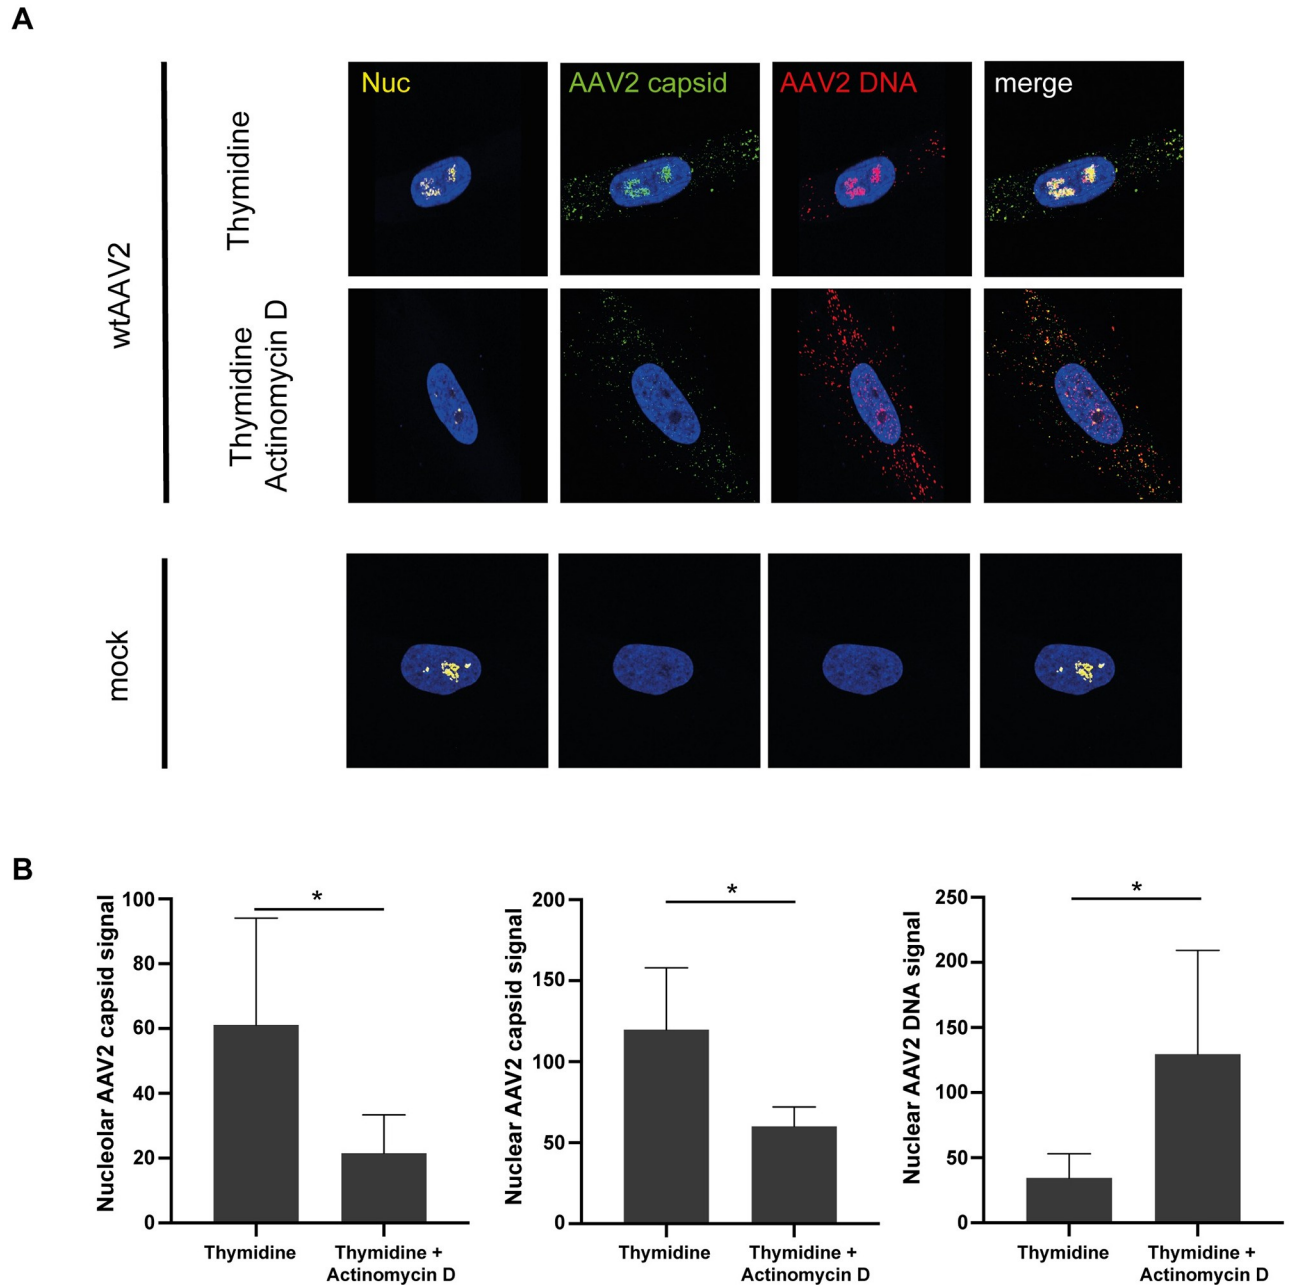 A
Nuc
AAV2 capsid
AAV2 DNA
merge
wtAAV2
Thymidine
Thymidine
Actinomycin D
mock
B
Nucleolar AAV2 capsid signal
100
80
60
40
20
0
*
Thymidine
Thymidine +
Actinomycin D
Nuclear AAV2 capsid signal
200
150
100
50
0
*
Thymidine
Thymidine +
Actinomycin D
Nuclear AAV2 DNA signal
250
200
150
100
50
0
*
Thymidine
Thymidine +
Actinomycin D